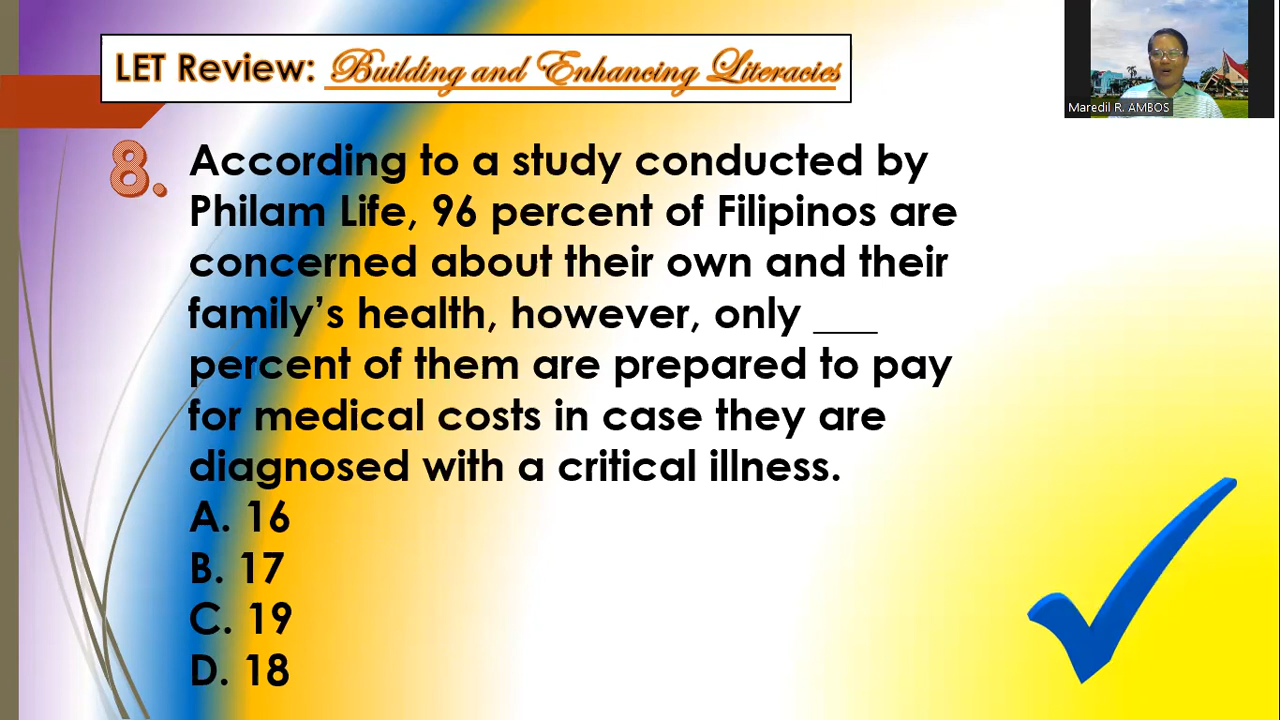 LET Review: Building and Enhancing Literacies
Maredil R. AMBOS
8. According to a study conducted by
Philam Life, 96 percent of Filipinos are
concerned about their own and their
family’s health, however, only ___
percent of them are prepared to pay
for medical costs in case they are
diagnosed with a critical illness.
A. 16
B. 17
C. 19
D. 18